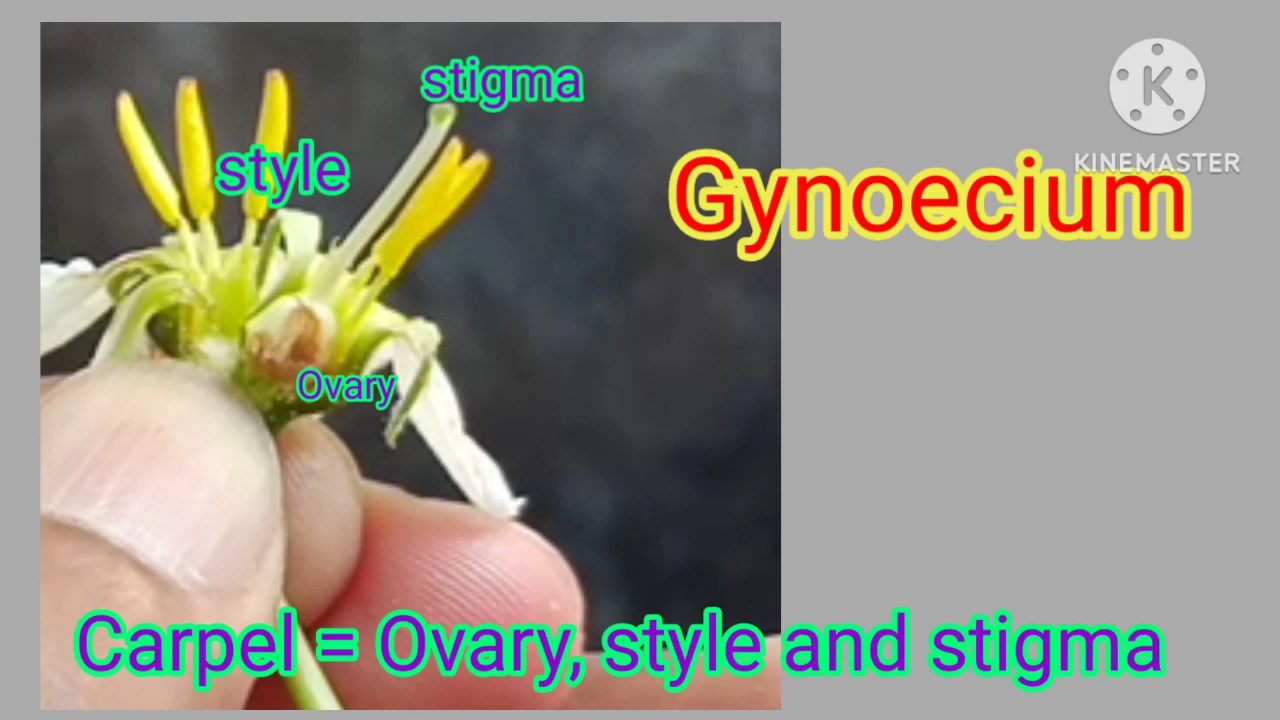 stigma
style
KINEMASTER
Gynoecium
Ovary
Carpel = Ovary, style and stigma